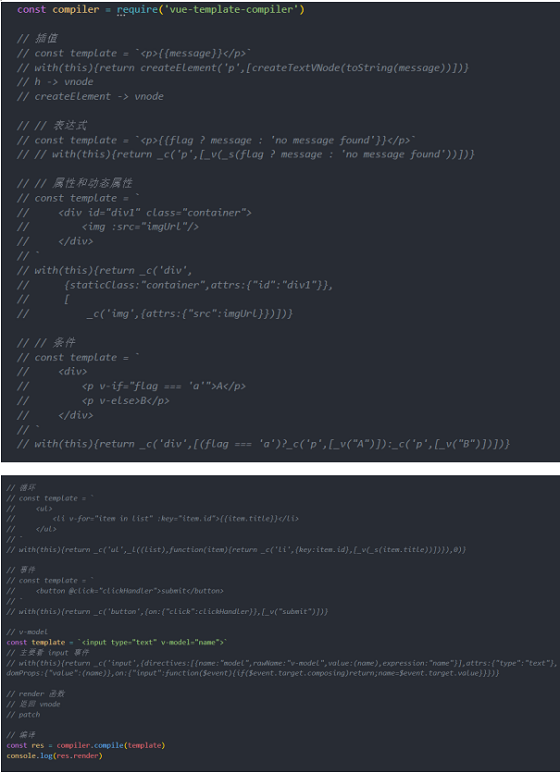 const compiler = require('vue-template-compiler')
// 插值
// const template = `<p>{{message}}</p>`
// with(this){return createElement('p',[createTextVNode(toString(message))])}
// h -> vnode
// createElement -> vnode
// // 表达式
// const template = `<p>{{flag ? message : 'no message found'}}</p>`
// // with(this){return _c('p',[_v(_s(flag ? message : 'no message found'))])}
// // 属性和动态属性
// const template = `
//     <div id="div1" class="container">
//         <img :src="imgUrl"/>
//     </div>
// `
// with(this){return _c('div',
//      {staticClass:"container",attrs:{"id":"div1"}},
//      [
//          _c('img',{attrs:{"src":imgUrl}})])}
// // 条件
// const template = `
//     <div>
//         <p v-if="flag === 'a'">A</p>
//         <p v-else>B</p>
//     </div>
// `
// with(this){return _c('div',[(flag === 'a')?_c('p',[_v("A")]):_c('p',[_v("B")])])}
// 循环
// const template = `
//     <ul>
//         <li v-for="item in list" :key="item.id">{{item.title}}</li>
//     </ul>
// `
// with(this){return _c('ul',_l((list),function(item){return _c('li',{key:item.id},[_v(_s(item.title))])}),0)}
// 事件
// const template = `
//     <button @click="clickHandler">submit</button>
// `
// with(this){return _c('button',{on:{"click":clickHandler}},[_v("submit")])}
// v-model
const template = `<input type="text" v-model="name">`
// 主要看 input 事件
// with(this){return _c('input',{directives:[{name:"model",rawName:"v-model",value:(name),expression:"name"}],attrs:{"type":"text"},
domProps:{"value":(name)},on:{"input":function($event){if($event.target.composing)return;name=$event.target.value}}})}
// render 函数
// 返回 vnode
// patch
// 编译
const res = compiler.compile(template)
console.log(res.render)